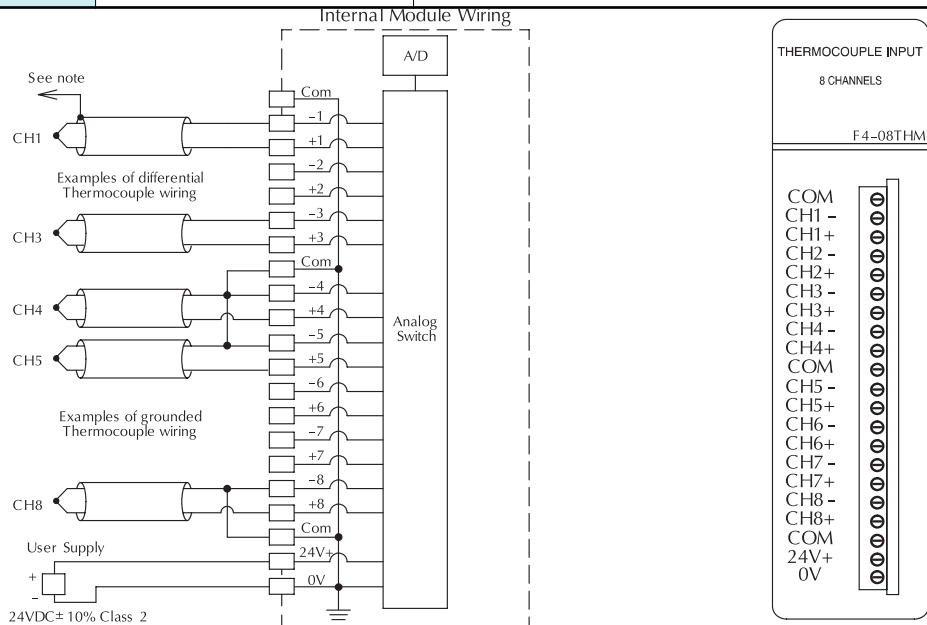 Internal Module Wiring
A/D
See note
CH1
Examples of differential
Thermocouple wiring
CH3
CH4
CH5
Examples of grounded
Thermocouple wiring
CH8
User Supply
+
–
24VDC± 10% Class 2
Com
–1
+1
–2
+2
–3
+3
Com
–4
+4
–5
+5
–6
+6
–7
+7
–8
+8
Com
24V+
0V
Analog
Switch
THERMOCOUPLE INPUT
8 CHANNELS
F4–08THM
COM
CH1 -
CH1+
CH2 -
CH2+
CH3 -
CH3+
CH4 -
CH4+
COM
CH5 -
CH5+
CH6 -
CH6+
CH7 -
CH7+
CH8 -
CH8+
COM
24V+
0V